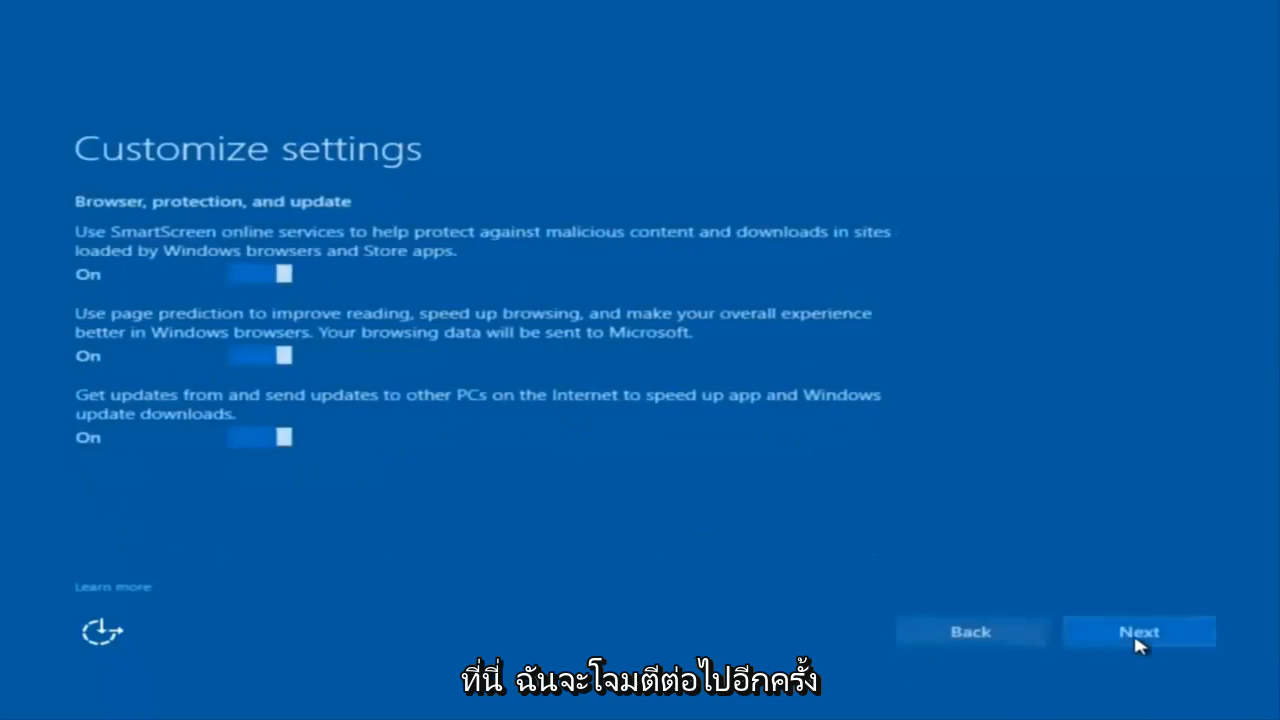 Customize settings
Browser, protection, and update
Use SmartScreen online services to help protect against malicious content and downloads in sites
loaded by Windows browsers and Store apps.
On
Use page prediction to improve reading, speed up browsing, and make your overall experience
better in Windows browsers. Your browsing data will be sent to Microsoft.
On
Get updates from and send updates to other PCs on the Internet to speed up app and Windows
update downloads.
On
Learn more
Back
Next
ที่นี่ ฉันจะโจมตีต่อไปอีกครั้ง